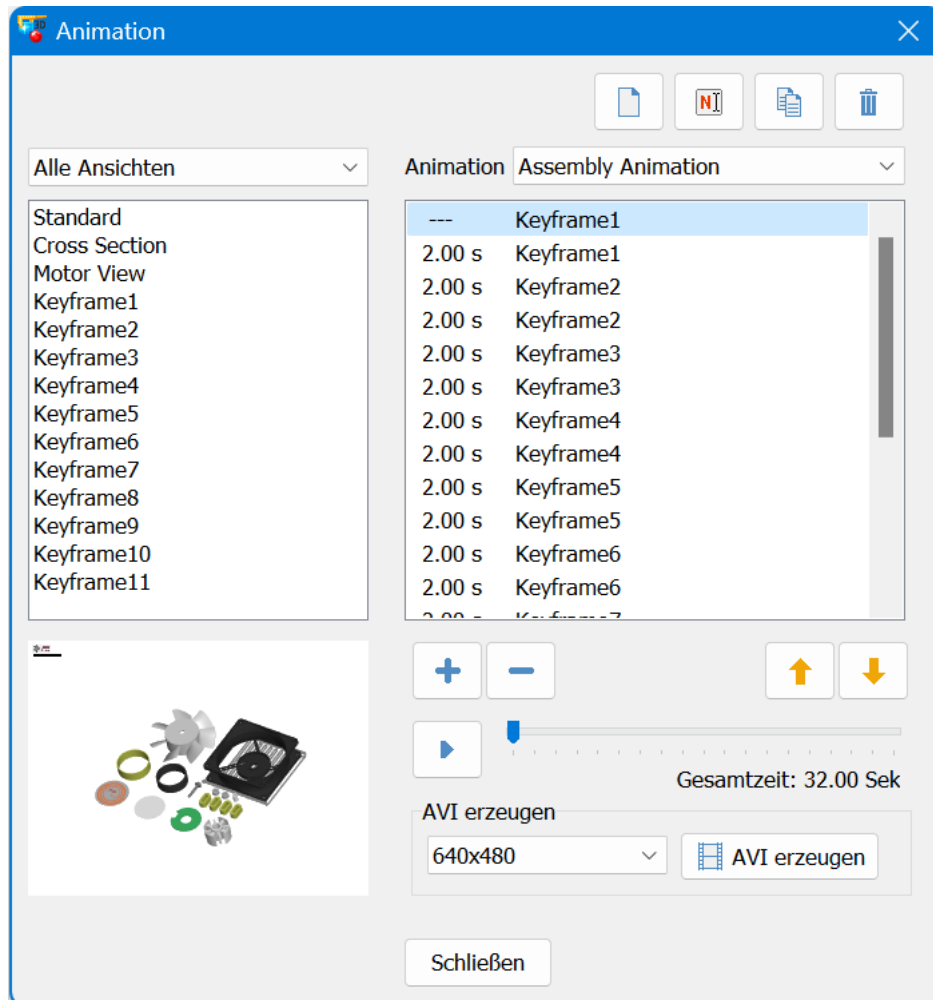 Animation
Alle Ansichten
Animation Assembly Animation
Standard
Cross Section
Motor View
Keyframe1
Keyframe2
Keyframe3
Keyframe4
Keyframe5
Keyframe6
Keyframe7
Keyframe8
Keyframe9
Keyframe10
Keyframe11
--- Keyframe1
2.00 s Keyframe1
2.00 s Keyframe2
2.00 s Keyframe2
2.00 s Keyframe3
2.00 s Keyframe3
2.00 s Keyframe4
2.00 s Keyframe4
2.00 s Keyframe5
2.00 s Keyframe5
2.00 s Keyframe6
2.00 s Keyframe6
2.00 s Keyframe7
Gesamtzeit: 32.00 Sek
AVI erzeugen
640x480
AVI erzeugen
Schließen